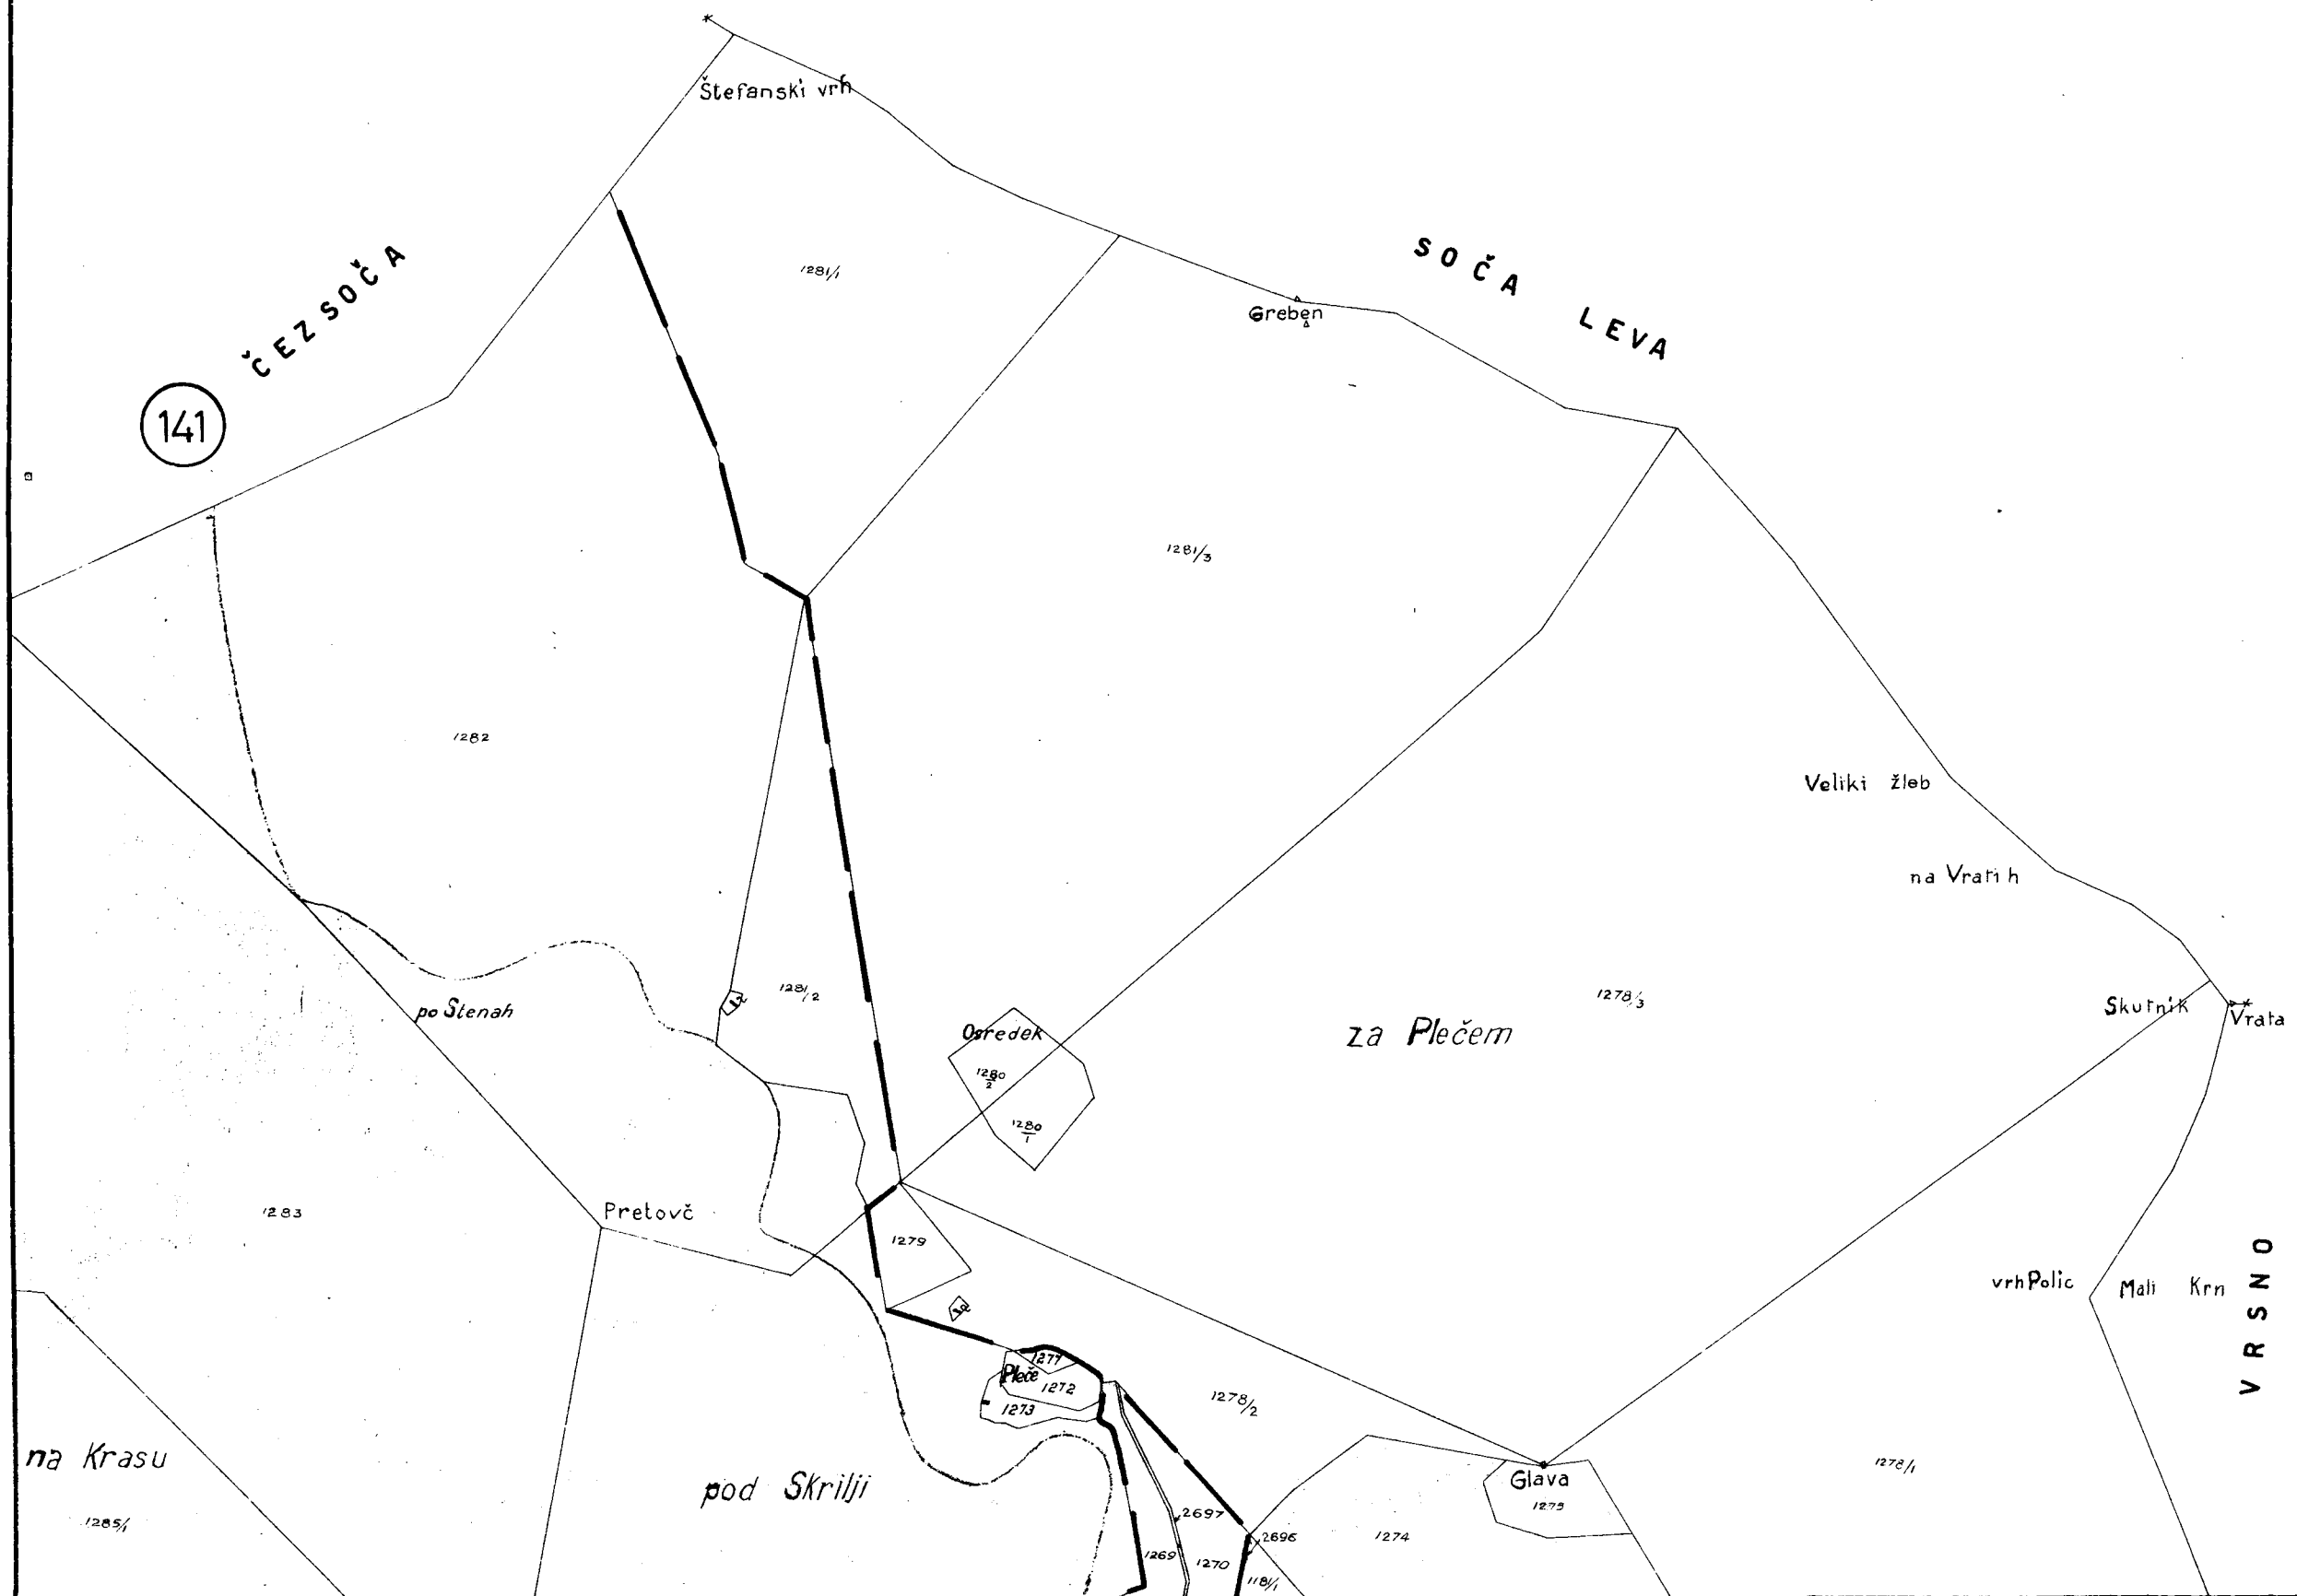 Štefanski vrh
ČEZSOČA
SOČA LEVA
1281/1
Greben
141
1281/3
1282
Veliki žleb
na Vratih
1281/2
po Stenah
Osredek
1278/3
za Plečem
Skutnik
Vrata
1280/2
1280/1
1283
Pretovč
1279
vrh Polic
Mali Krn
VRSNO
1277
Pleče
1272
1273
1278/2
na Krasu
pod Skrilji
Glava
1278/1
1275
1285/1
2697
2696
1274
1269
1270
1181/1